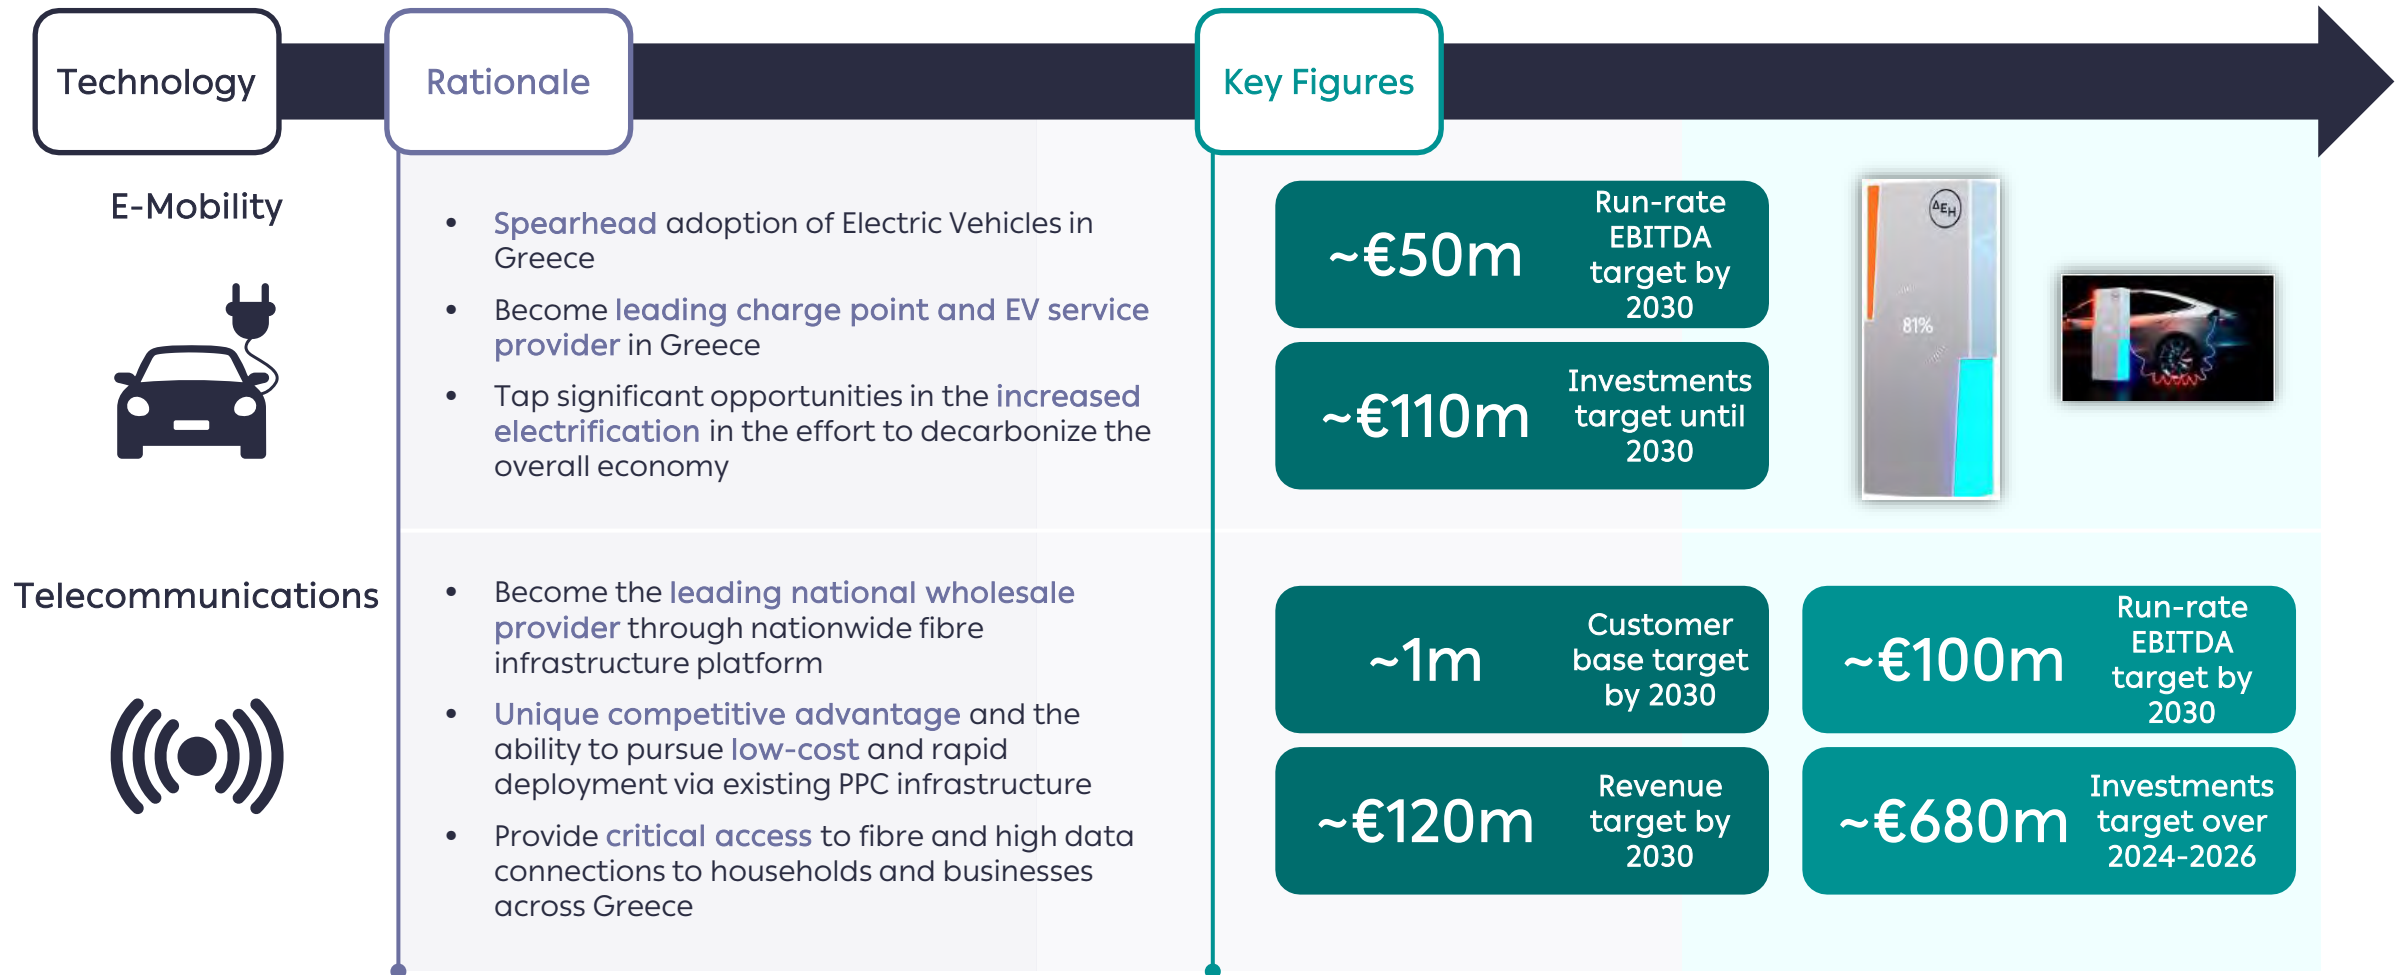 Technology
Rationale
Key Figures
E-Mobility
• Spearhead adoption of Electric Vehicles in
Greece
• Become leading charge point and EV service
provider in Greece
• Tap significant opportunities in the increased
electrification in the effort to decarbonize the
overall economy
~€50m
Run-rate
EBITDA
target by
2030
~€110m
Investments
target until
2030
ΔEH
81%
Telecommunications
• Become the leading national wholesale
provider through nationwide fibre
infrastructure platform
• Unique competitive advantage and the
ability to pursue low-cost and rapid
deployment via existing PPC infrastructure
• Provide critical access to fibre and high data
connections to households and businesses
across Greece
~1m
Customer
base target
by 2030
~€100m
Run-rate
EBITDA
target by
2030
~€120m
Revenue
target by
2030
~€680m
Investments
target over
2024-2026